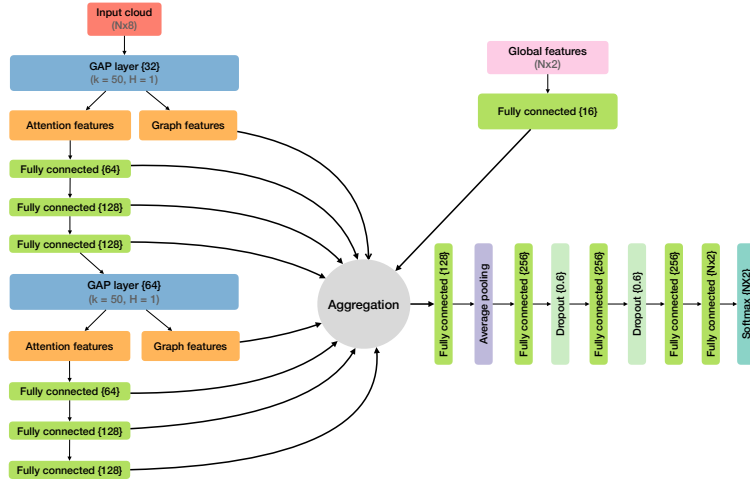 Input cloud
(Nx8)
GAP layer {32}
(k = 50, H = 1)
Attention features
Graph features
Fully connected {64}
Fully connected {128}
Fully connected {128}
GAP layer {64}
(k = 50, H = 1)
Attention features
Graph features
Fully connected {64}
Fully connected {128}
Fully connected {128}
Global features
(Nx2)
Fully connected {16}
Aggregation
Fully connected {128}
Average pooling
Fully connected {256}
Dropout {0.6}
Fully connected {256}
Dropout {0.6}
Fully connected {256}
Fully connected {Nx2}
Softmax {NX2}